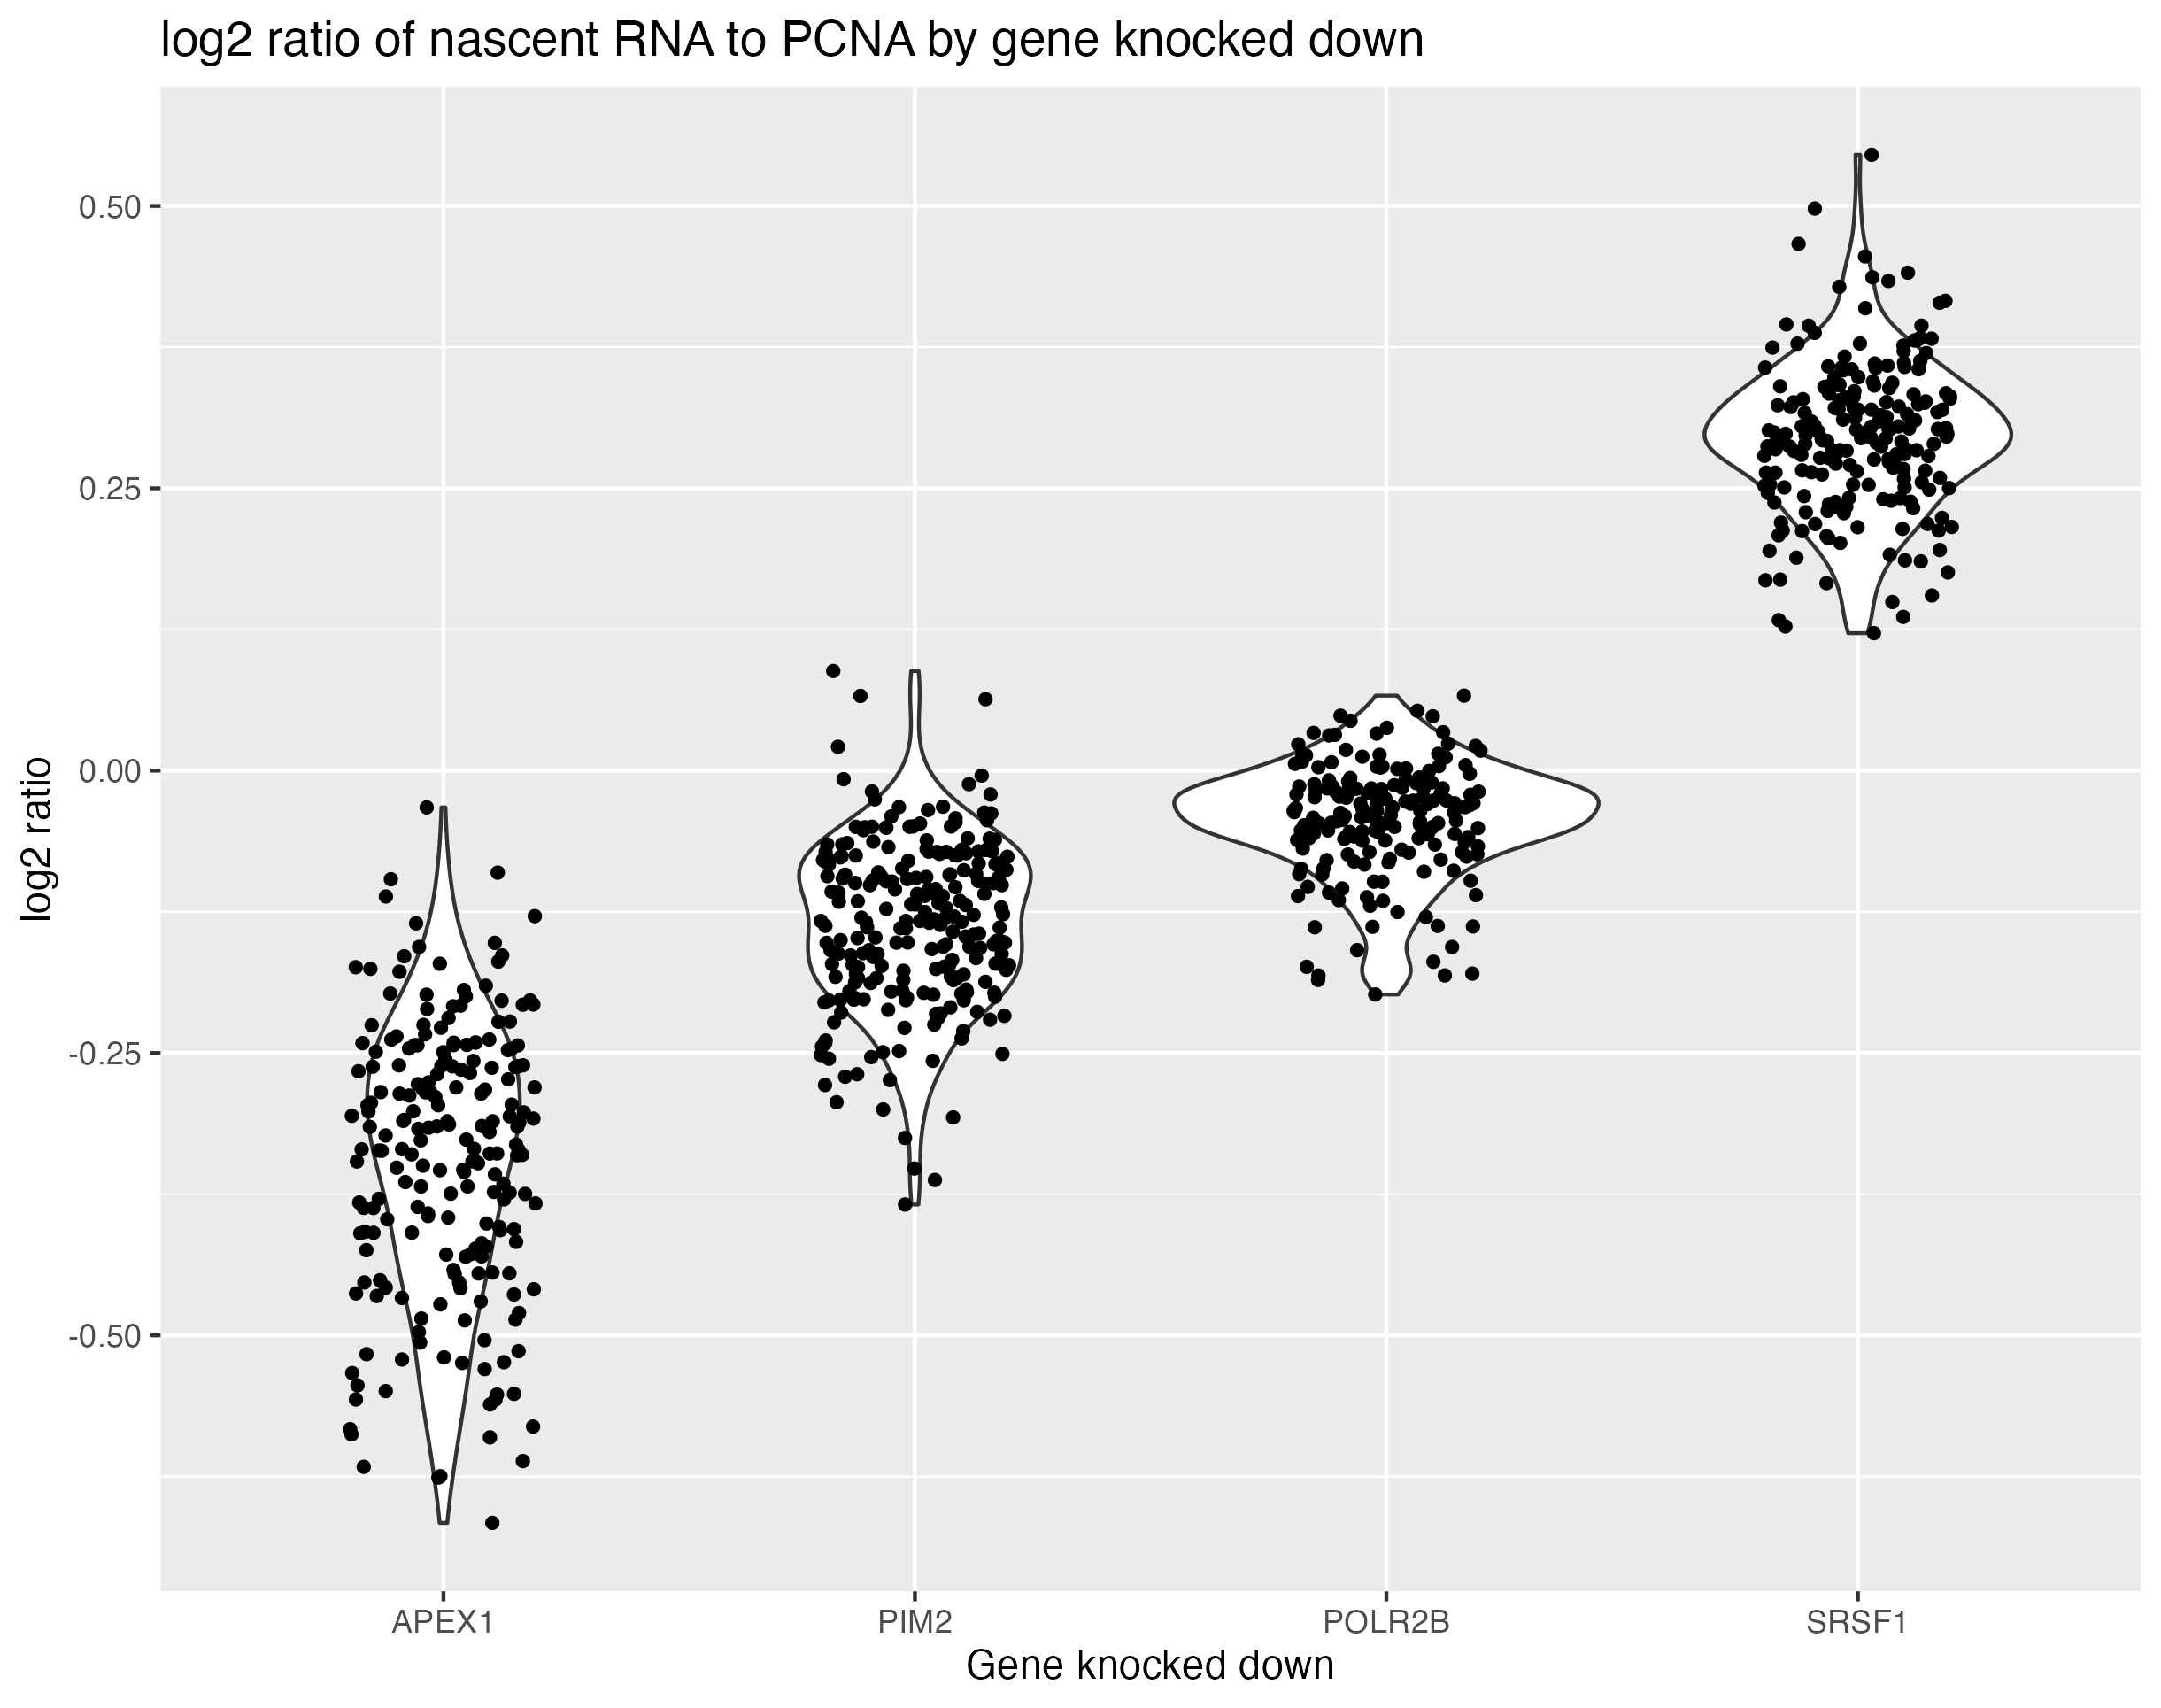 log2 ratio of nascent RNA to PCNA by gene knocked down
log2 ratio
0.50
0.25
0.00
-0.25
-0.50
APEX1 PIM2 POLR2B SRSF1
Gene knocked down